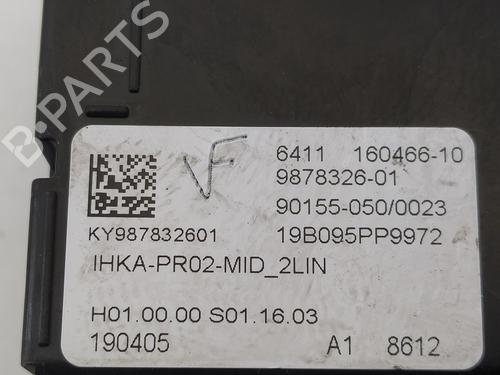 B-PARTS
VF
6411 160466-10
9878326-01
90155-050/0023
KY987832601 19B095PP9972
IHKA-PR02-MID_2LIN
H01.00.00 S01.16.03
190405 A1 8612